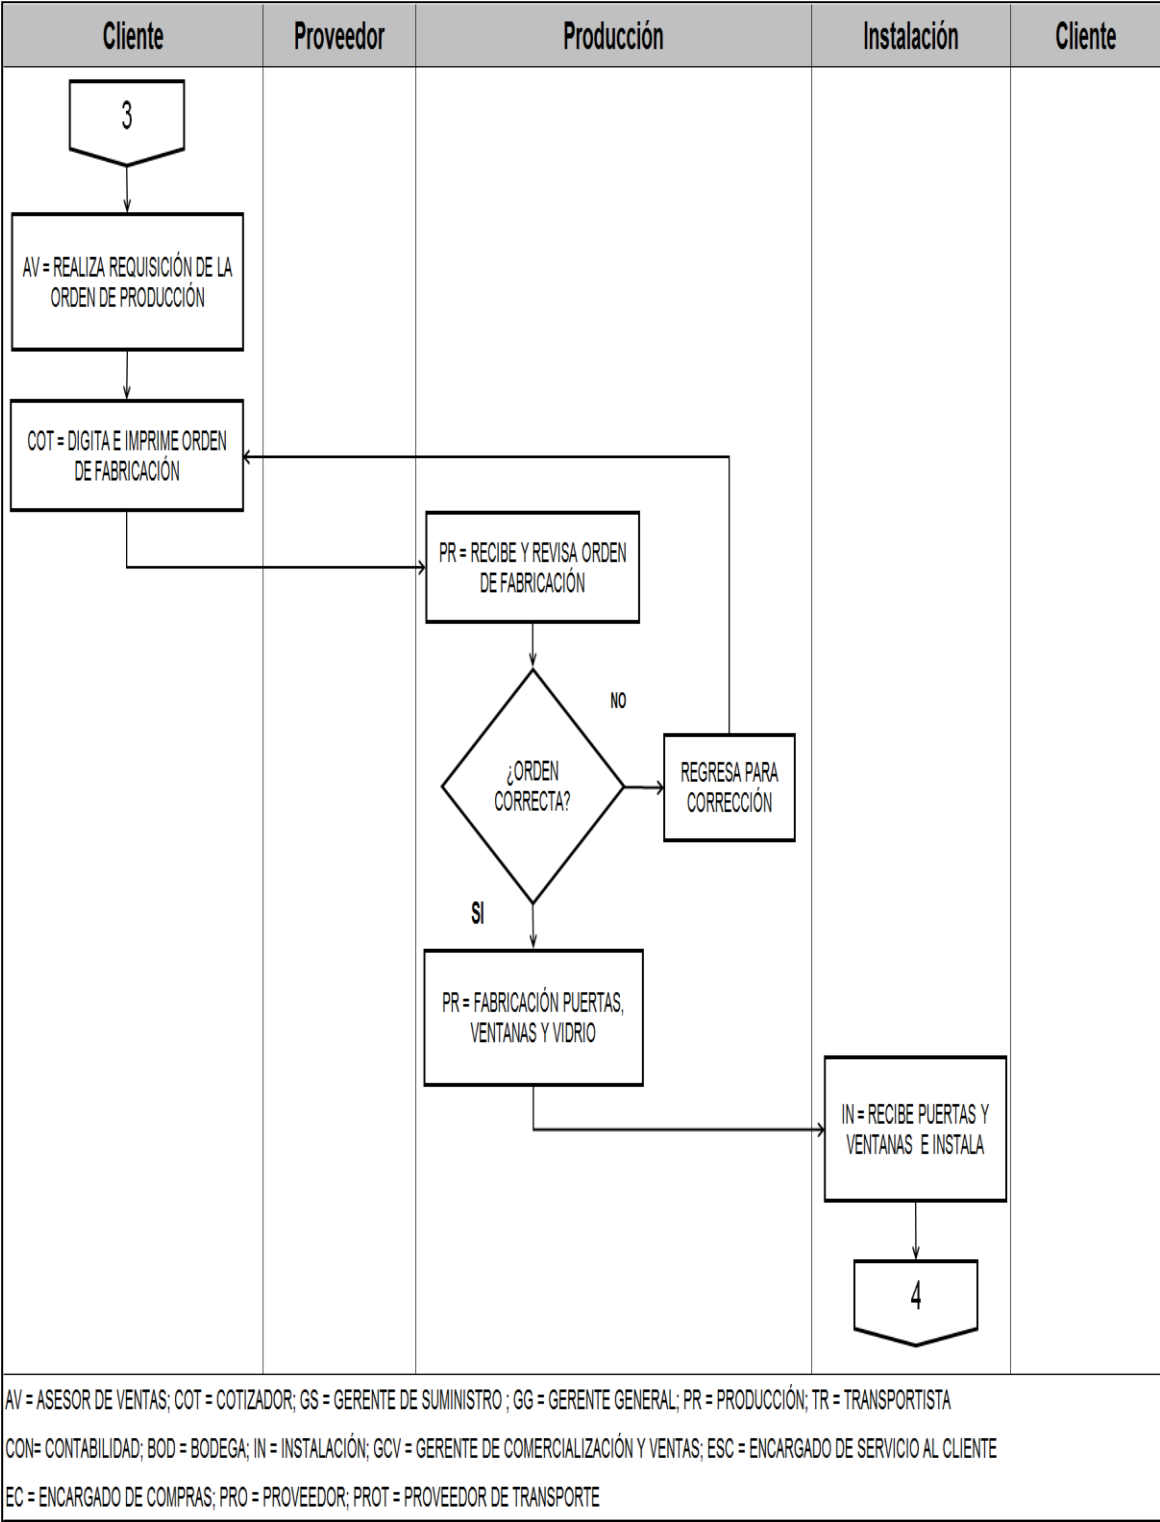 Cliente
Proveedor
Producción
Instalación
Cliente
3
AV = REALIZA REQUISICIÓN DE LA
ORDEN DE PRODUCCIÓN
COT = DIGITA E IMPRIME ORDEN
DE FABRICACIÓN
PR = RECIBE Y REVISA ORDEN
DE FABRICACIÓN
NO
¿ORDEN
CORRECTA?
REGRESA PARA
CORRECCIÓN
SI
PR = FABRICACIÓN PUERTAS,
VENTANAS Y VIDRIO
IN = RECIBE PUERTAS Y
VENTANAS E INSTALA
4
AV = ASESOR DE VENTAS; COT = COTIZADOR; GS = GERENTE DE SUMINISTRO ; GG = GERENTE GENERAL; PR = PRODUCCIÓN; TR = TRANSPORTISTA
CON= CONTABILIDAD; BOD = BODEGA; IN = INSTALACIÓN; GCV = GERENTE DE COMERCIALIZACIÓN Y VENTAS; ESC = ENCARGADO DE SERVICIO AL CLIENTE
EC = ENCARGADO DE COMPRAS; PRO = PROVEEDOR; PROT = PROVEEDOR DE TRANSPORTE